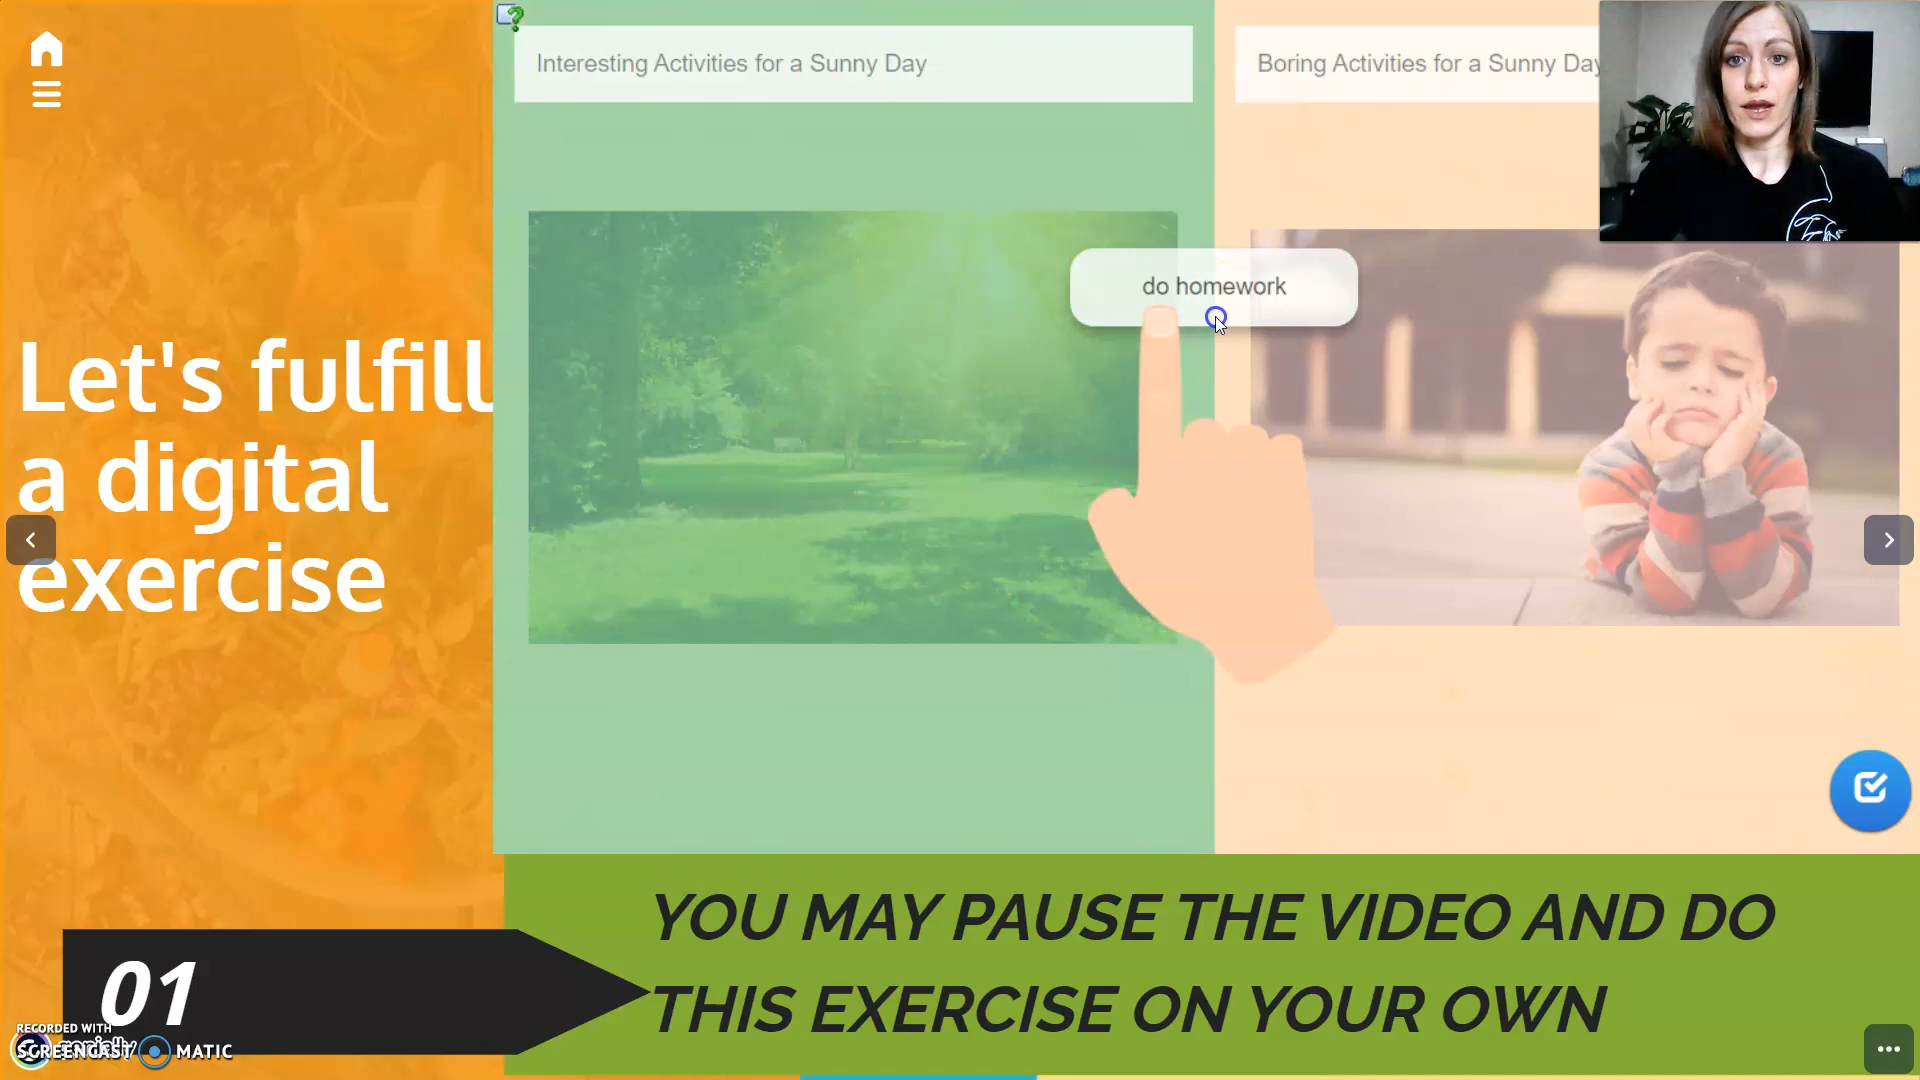 Interesting Activities for a Sunny Day
Boring Activities for a Sunny Day
do homework
Let's fulfill
a digital
exercise
YOU MAY PAUSE THE VIDEO AND DO
THIS EXERCISE ON YOUR OWN
01
RECORDED WITH
SCREENCAST MATIC